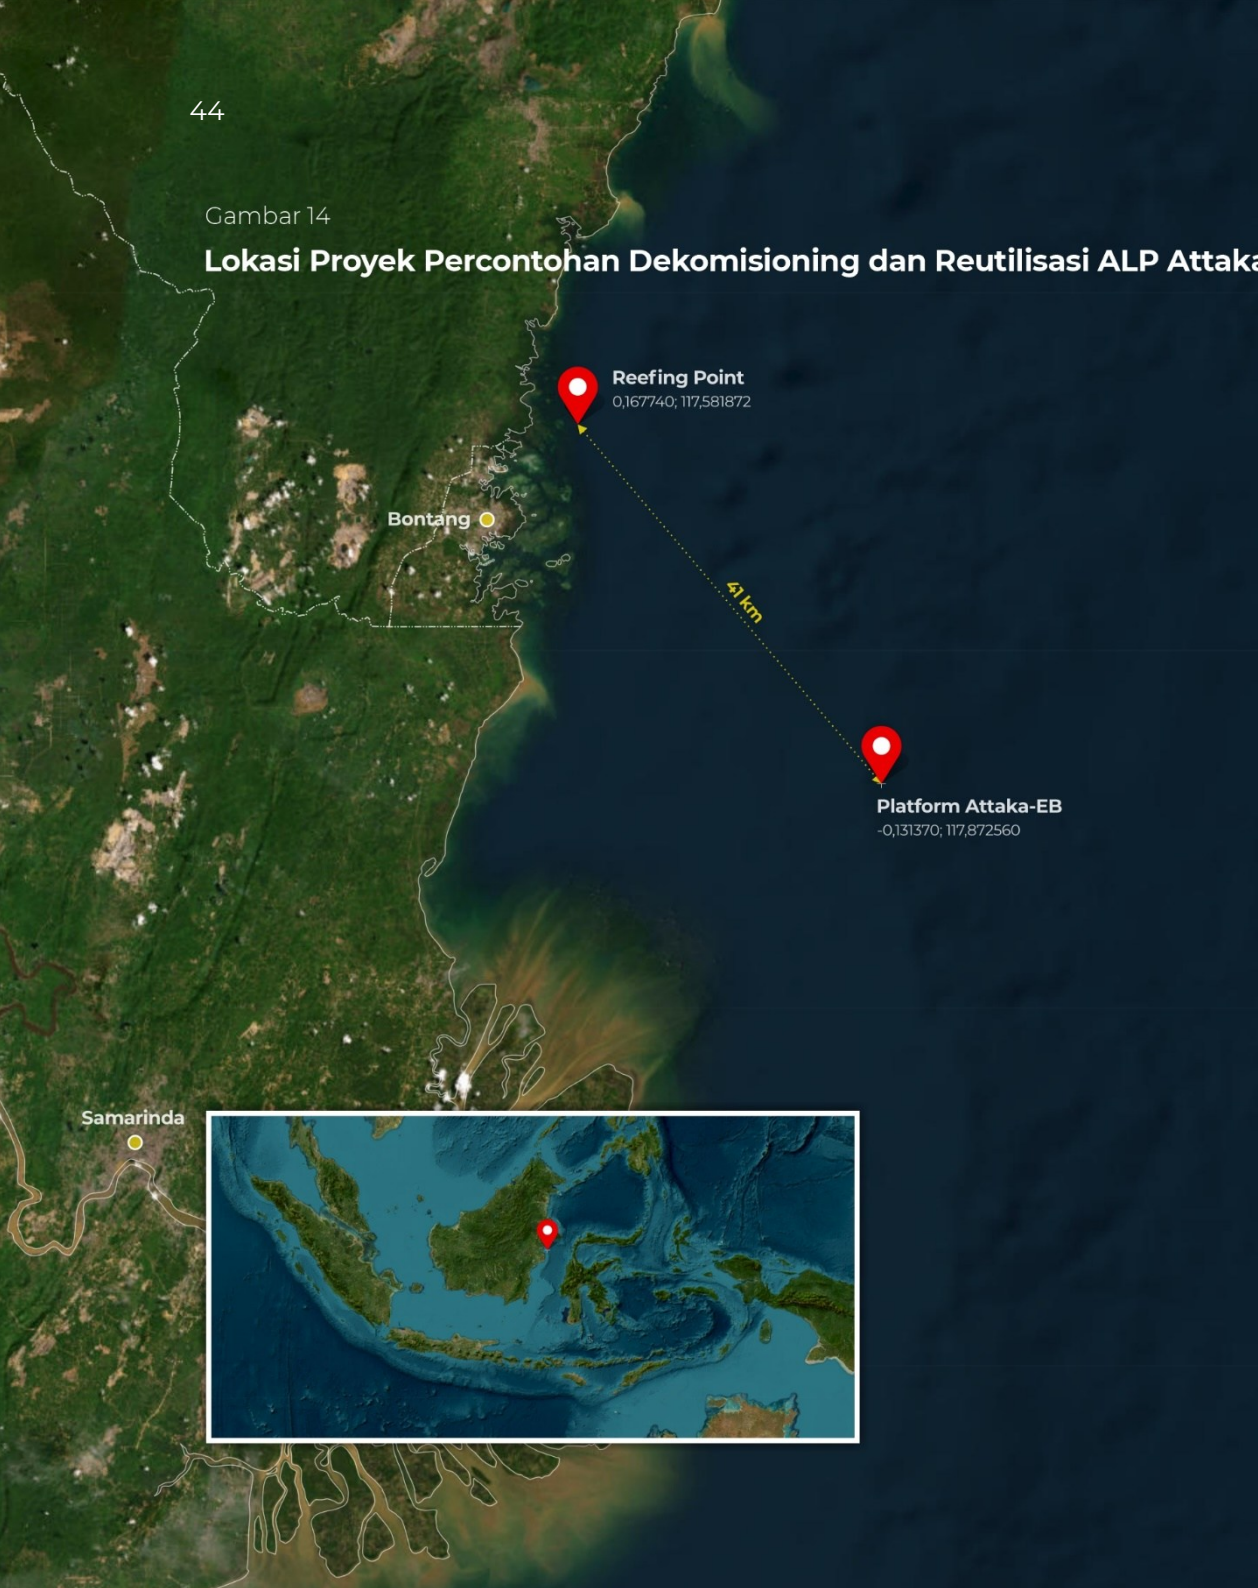 44
Gambar 14
Lokasi Proyek Percontohan Dekomisioning dan Reutilisasi ALP Attaka
Reefing Point
0,167740; 117,581872
Bontang
41 km
Platform Attaka-EB
-0,131370; 117,872560
Samarinda